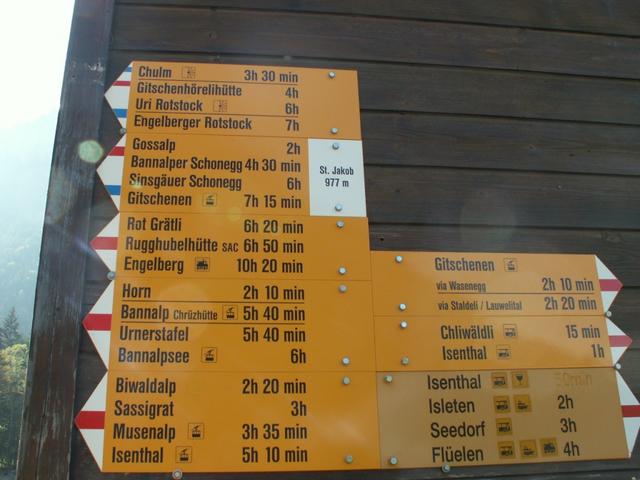 Chulm 3h 30 min
Gitschenhörelihütte 4h
Uri Rotstock 6h
Engelberger Rotstock 7h
Gossalp 2h
Bannalper Schonegg 4h 30 min
Sinsgäuer Schonegg 6h
Gitschenen 7h 15 min
St. Jakob
977 m
Rot Grätli 6h 20 min
Rugghubelhütte SAC 6h 50 min
Engelberg 10h 20 min
Horn 2h 10 min
Bannalp Chrüzhütte 5h 40 min
Urnerstafel 5h 40 min
Bannalpsee 6h
Biwaldalp 2h 20 min
Sassigrat 3h
Musenalp 3h 35 min
Isenthal 5h 10 min
Gitschenen
via Wasenegg 2h 10 min
via Staldeli / Lauwelital 2h 20 min
Chliwäldli 15 min
Isenthal 1h
Isenthal 50min
Isleten 2h
Seedorf 3h
Flüelen 4h